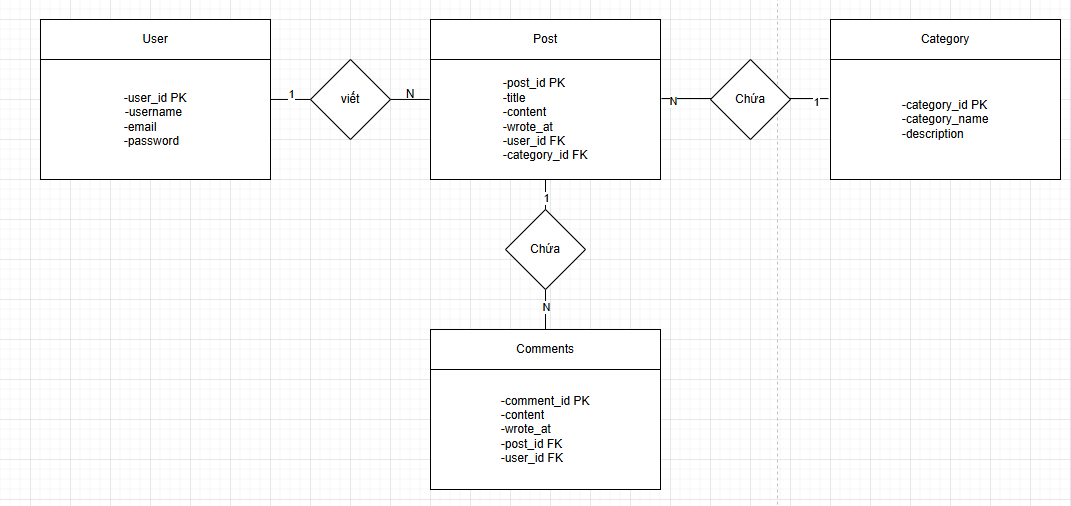 User
-user_id PK
-username
-email
-password
1
viết
N
Post
-post_id PK
-title
-content
-wrote_at
-user_id FK
-category_id FK
N
Chứa
1
Category
-category_id PK
-category_name
-description
1
Chứa
N
Comments
-comment_id PK
-content
-wrote_at
-post_id FK
-user_id FK